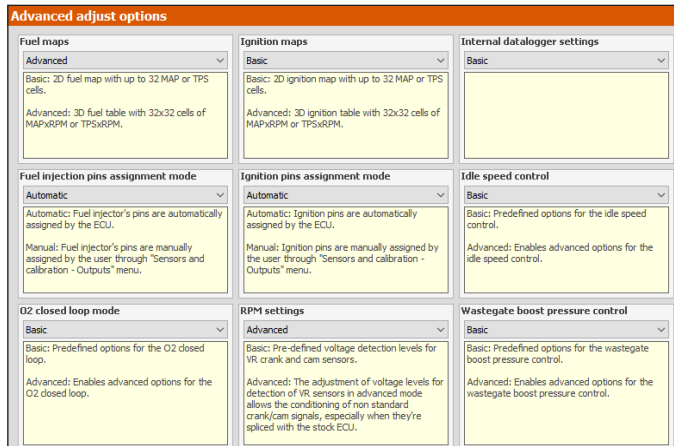 Advanced adjust options
Fuel maps
Advanced
Basic: 2D fuel map with up to 32 MAP or TPS
cells.
Advanced: 3D fuel table with 32x32 cells of
MAPxRPM or TPSxRPM.
Ignition maps
Basic
Basic: 2D ignition map with up to 32 MAP or TPS
cells.
Advanced: 3D ignition table with 32x32 cells of
MAPxRPM or TPSxRPM.
Internal datalogger settings
Basic
Fuel injection pins assignment mode
Automatic
Automatic: Fuel injector's pins are automatically
assigned by the ECU.
Manual: Fuel injector's pins are manually
assigned by the user through "Sensors and
calibration - Outputs" menu.
Ignition pins assignment mode
Automatic
Automatic: Ignition pins are automatically
assigned by the ECU.
Manual: Ignition pins are manually assigned by
the user through "Sensors and calibration -
Outputs" menu.
Idle speed control
Basic
Basic: Predefined options for the idle speed
control.
Advanced: Enables advanced options for the
idle speed control.
O2 closed loop mode
Basic
Basic: Predefined options for the O2 closed
loop.
Advanced: Enables advanced options for the
O2 closed loop.
RPM settings
Advanced
Basic: Pre-defined voltage detection levels for
VR crank and cam sensors.
Advanced: The adjustment of voltage levels for
detection of VR sensors in advanced mode
allows the conditioning of non standard
crank/cam signals, especially when they're
spliced with the stock ECU.
Wastegate boost pressure control
Basic
Basic: Predefined options for the wastegate
boost pressure control.
Advanced: Enables advanced options for the
wastegate boost pressure control.